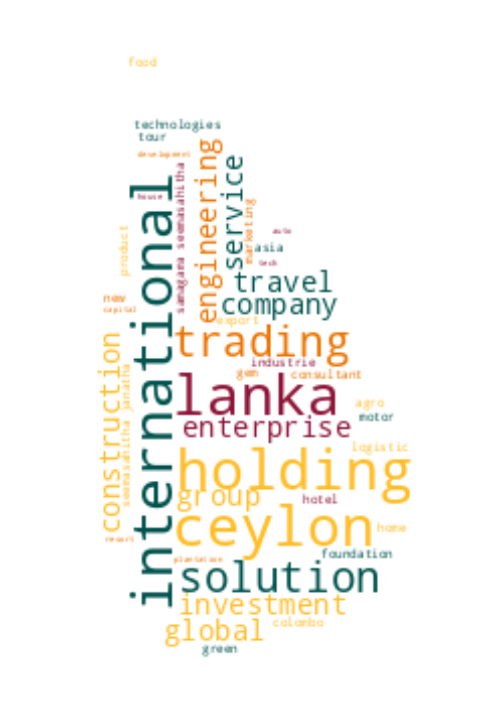 food
technologies
tour
development
engineering
service
house
samagama seemasahitha
international
marketing
auto
asia
tech
product
travel
new
company
capital
export
trading
construction
industrie
gem
consultant
seemasahitha janatha
lanka
agro
motor
enterprise
logistic
holding
group
hotel
ceylon
home
resort
foundation
plantation
solution
investment
colombo
global
green